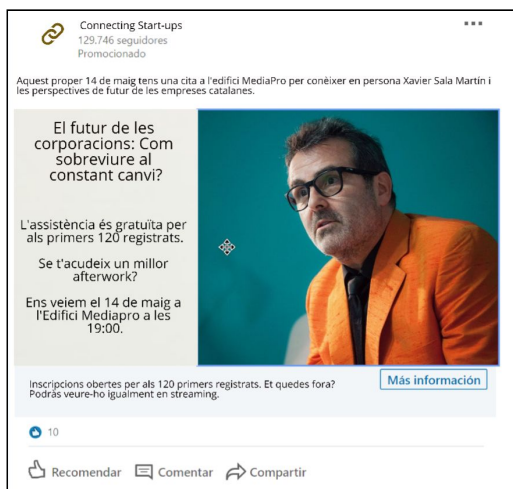 Connecting Start-ups
129.746 seguidores
Promocionado
Aquest proper 14 de maig tens una cita a l'edifici MediaPro per conèixer en persona Xavier Sala Martín i
les perspectives de futur de les empreses catalanes.
El futur de les
corporacions: Com
sobreviure al
constant canvi?
L'assistència és gratuïta per
als primers 120 registrats.
Se t'acudeix un millor
afterwork?
Ens veiem el 14 de maig a
l'Edifici Mediapro a les
19:00.
Inscripcions obertes per als 120 primers registrats. Et quedes fora?
Podràs veure-ho igualment en streaming.
Más información
10
Recomendar Comentar Compartir